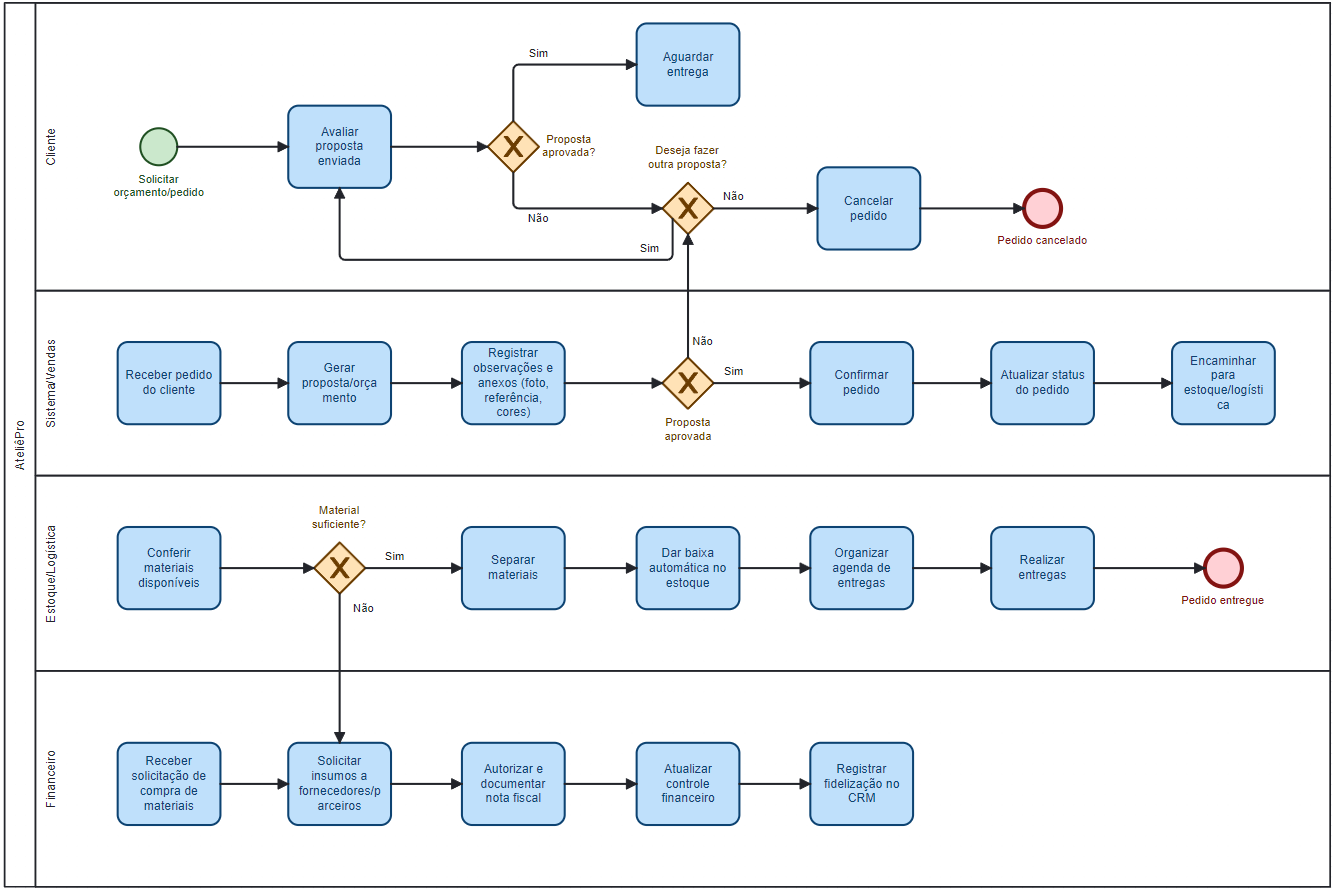 AteliêPro
Cliente
Solicitar
orçamento/pedido
Avaliar
proposta
enviada
Proposta
aprovada?
Sim
Aguardar
entrega
Não
Deseja fazer
outra proposta?
Sim
Não
Cancelar
pedido
Pedido cancelado
Sistema/Vendas
Receber pedido
do cliente
Gerar
proposta/orça
mento
Registrar
observações e
anexos (foto,
referência,
cores)
Não
Proposta
aprovada
Sim
Confirmar
pedido
Atualizar status
do pedido
Encaminhar
para
estoque/logísti
ca
Estoque/Logística
Conferir
materiais
disponíveis
Material
suficiente?
Sim
Não
Separar
materiais
Dar baixa
automática no
estoque
Organizar
agenda de
entregas
Realizar
entregas
Pedido entregue
Financeiro
Receber
solicitação de
compra de
materiais
Solicitar
insumos a
fornecedores/p
arceiros
Autorizar e
documentar
nota fiscal
Atualizar
controle
financeiro
Registrar
fidelização no
CRM